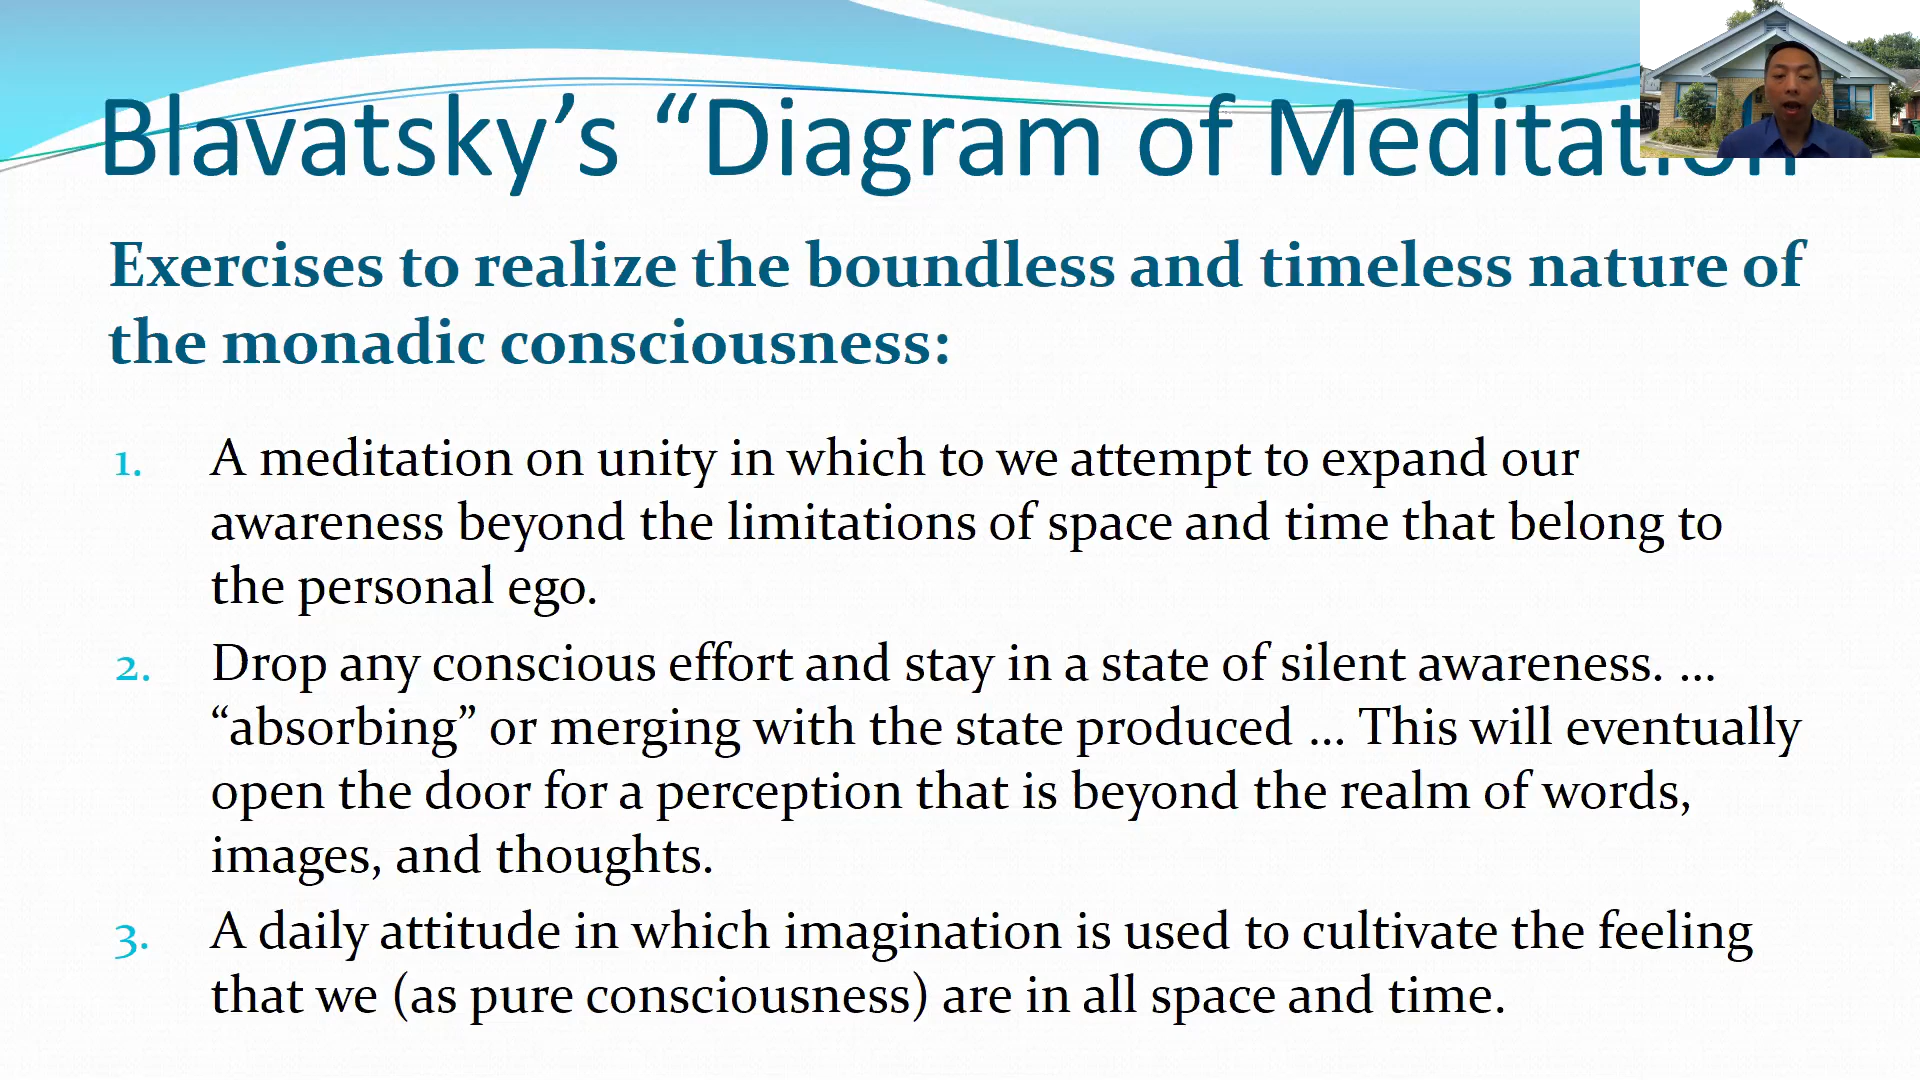 Blavatsky’s “Diagram of Meditation”
Exercises to realize the boundless and timeless nature of
the monadic consciousness:
1. A meditation on unity in which to we attempt to expand our
awareness beyond the limitations of space and time that belong to
the personal ego.
2. Drop any conscious effort and stay in a state of silent awareness. ...
“absorbing” or merging with the state produced ... This will eventually
open the door for a perception that is beyond the realm of words,
images, and thoughts.
3. A daily attitude in which imagination is used to cultivate the feeling
that we (as pure consciousness) are in all space and time.